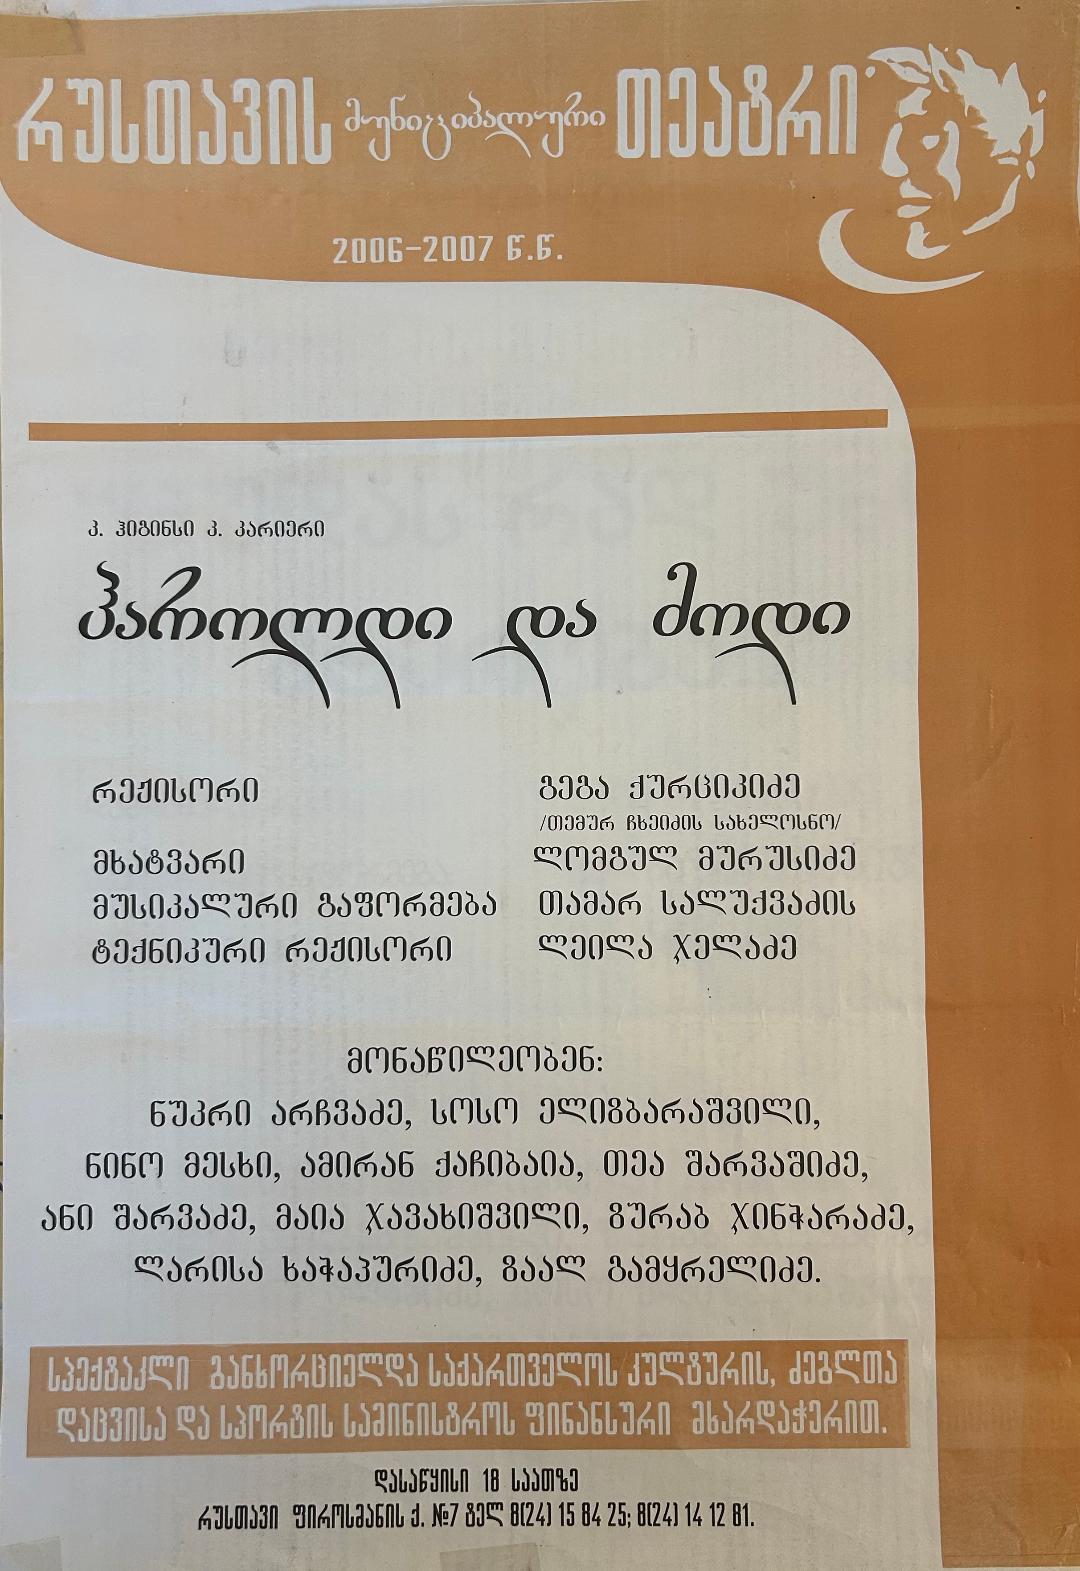 რუსთავის მუნიციპალური თეატრი
2006-2007 წ.წ.
კ. ჰიგინსი კ. კარიერი
ჰაროლდი და მოდი
რეჟისორი გეგა ქურციკიძე
/თემურ ჩხეიძის სახელოსნო/
მხატვარი ლომგულ მურუსიძე
მუსიკალური გაფორმება თამარ სალუქვაძის
ტექნიკური რეჟისორი ლეილა ჯელაძე
მონაწილეობენ:
ნუკრი არჩვაძე, სოსო ელიზბარაშვილი,
ნინო მესხი, ამირან ქაჩიბაია, თეა შარვაშიძე,
ანი შარვაძე, მაია ჯავახიშვილი, ზურაბ ჯინჭარაძე,
ლარისა ხაჭაპურიძე, ზაალ გამყრელიძე.
სპექტაკლი განხორციელდა საქართველოს კულტურის, ძეგლთა
დაცვისა და სპორტის სამინისტროს ფინანსური მხარდაჭერით.
დასაწყისი 18 საათზე
რუსთავი ფიროსმანის ქ. №7 ტელ 8(24) 15 84 25; 8(24) 14 12 81.